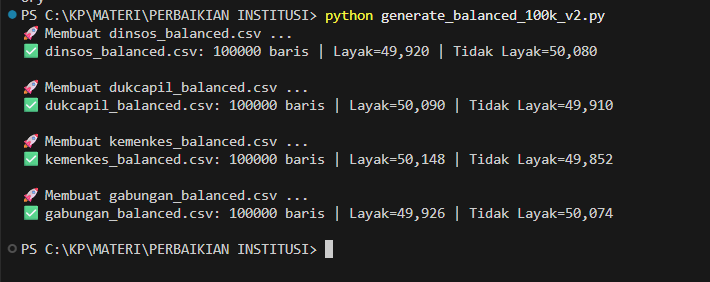 ory
PS C:\KP\MATERI\PERBAIKIAN INSTITUSI> python generate_balanced_100k_v2.py
🚀 Membuat dinsos_balanced.csv ...
✅ dinsos_balanced.csv: 100000 baris | Layak=49,920 | Tidak Layak=50,080
🚀 Membuat dukcapil_balanced.csv ...
✅ dukcapil_balanced.csv: 100000 baris | Layak=50,090 | Tidak Layak=49,910
🚀 Membuat kemenkes_balanced.csv ...
✅ kemenkes_balanced.csv: 100000 baris | Layak=50,148 | Tidak Layak=49,852
🚀 Membuat gabungan_balanced.csv ...
✅ gabungan_balanced.csv: 100000 baris | Layak=49,926 | Tidak Layak=50,074
PS C:\KP\MATERI\PERBAIKIAN INSTITUSI>